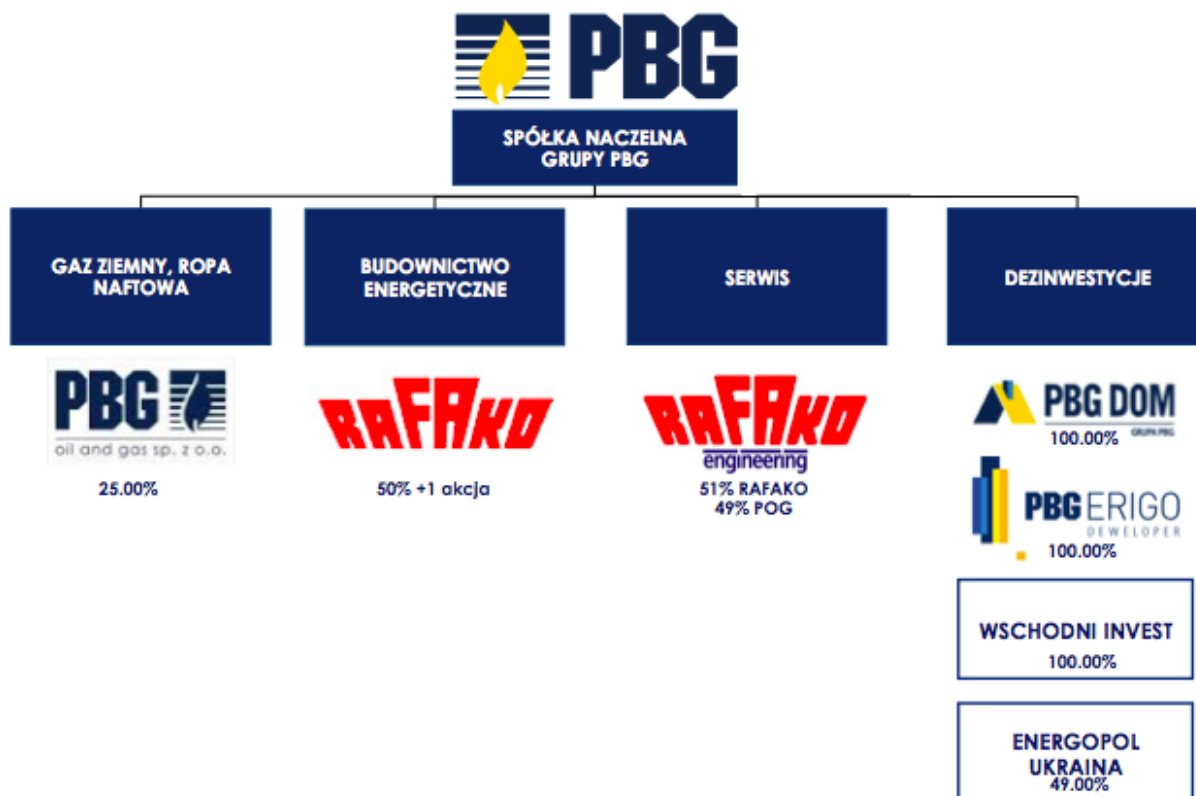 PBG
SPÓŁKA NACZELNA
GRUPY PBG
GAZ ZIEMNY, ROPA
NAFTOWA
BUDOWNICTWO
ENERGETYCZNE
SERWIS
DEZINWESTYCJE
PBG
oil and gas sp. z o.o.
25.00%
RAFAKO
50% +1 akcja
RAFAKO
engineering
51% RAFAKO
49% POG
PBG DOM
GRUPA PBG
100.00%
PBG ERIGO
DEWELOPER
100.00%
WSCHODNI INVEST
100.00%
ENERGOPOL
UKRAINA
49.00%